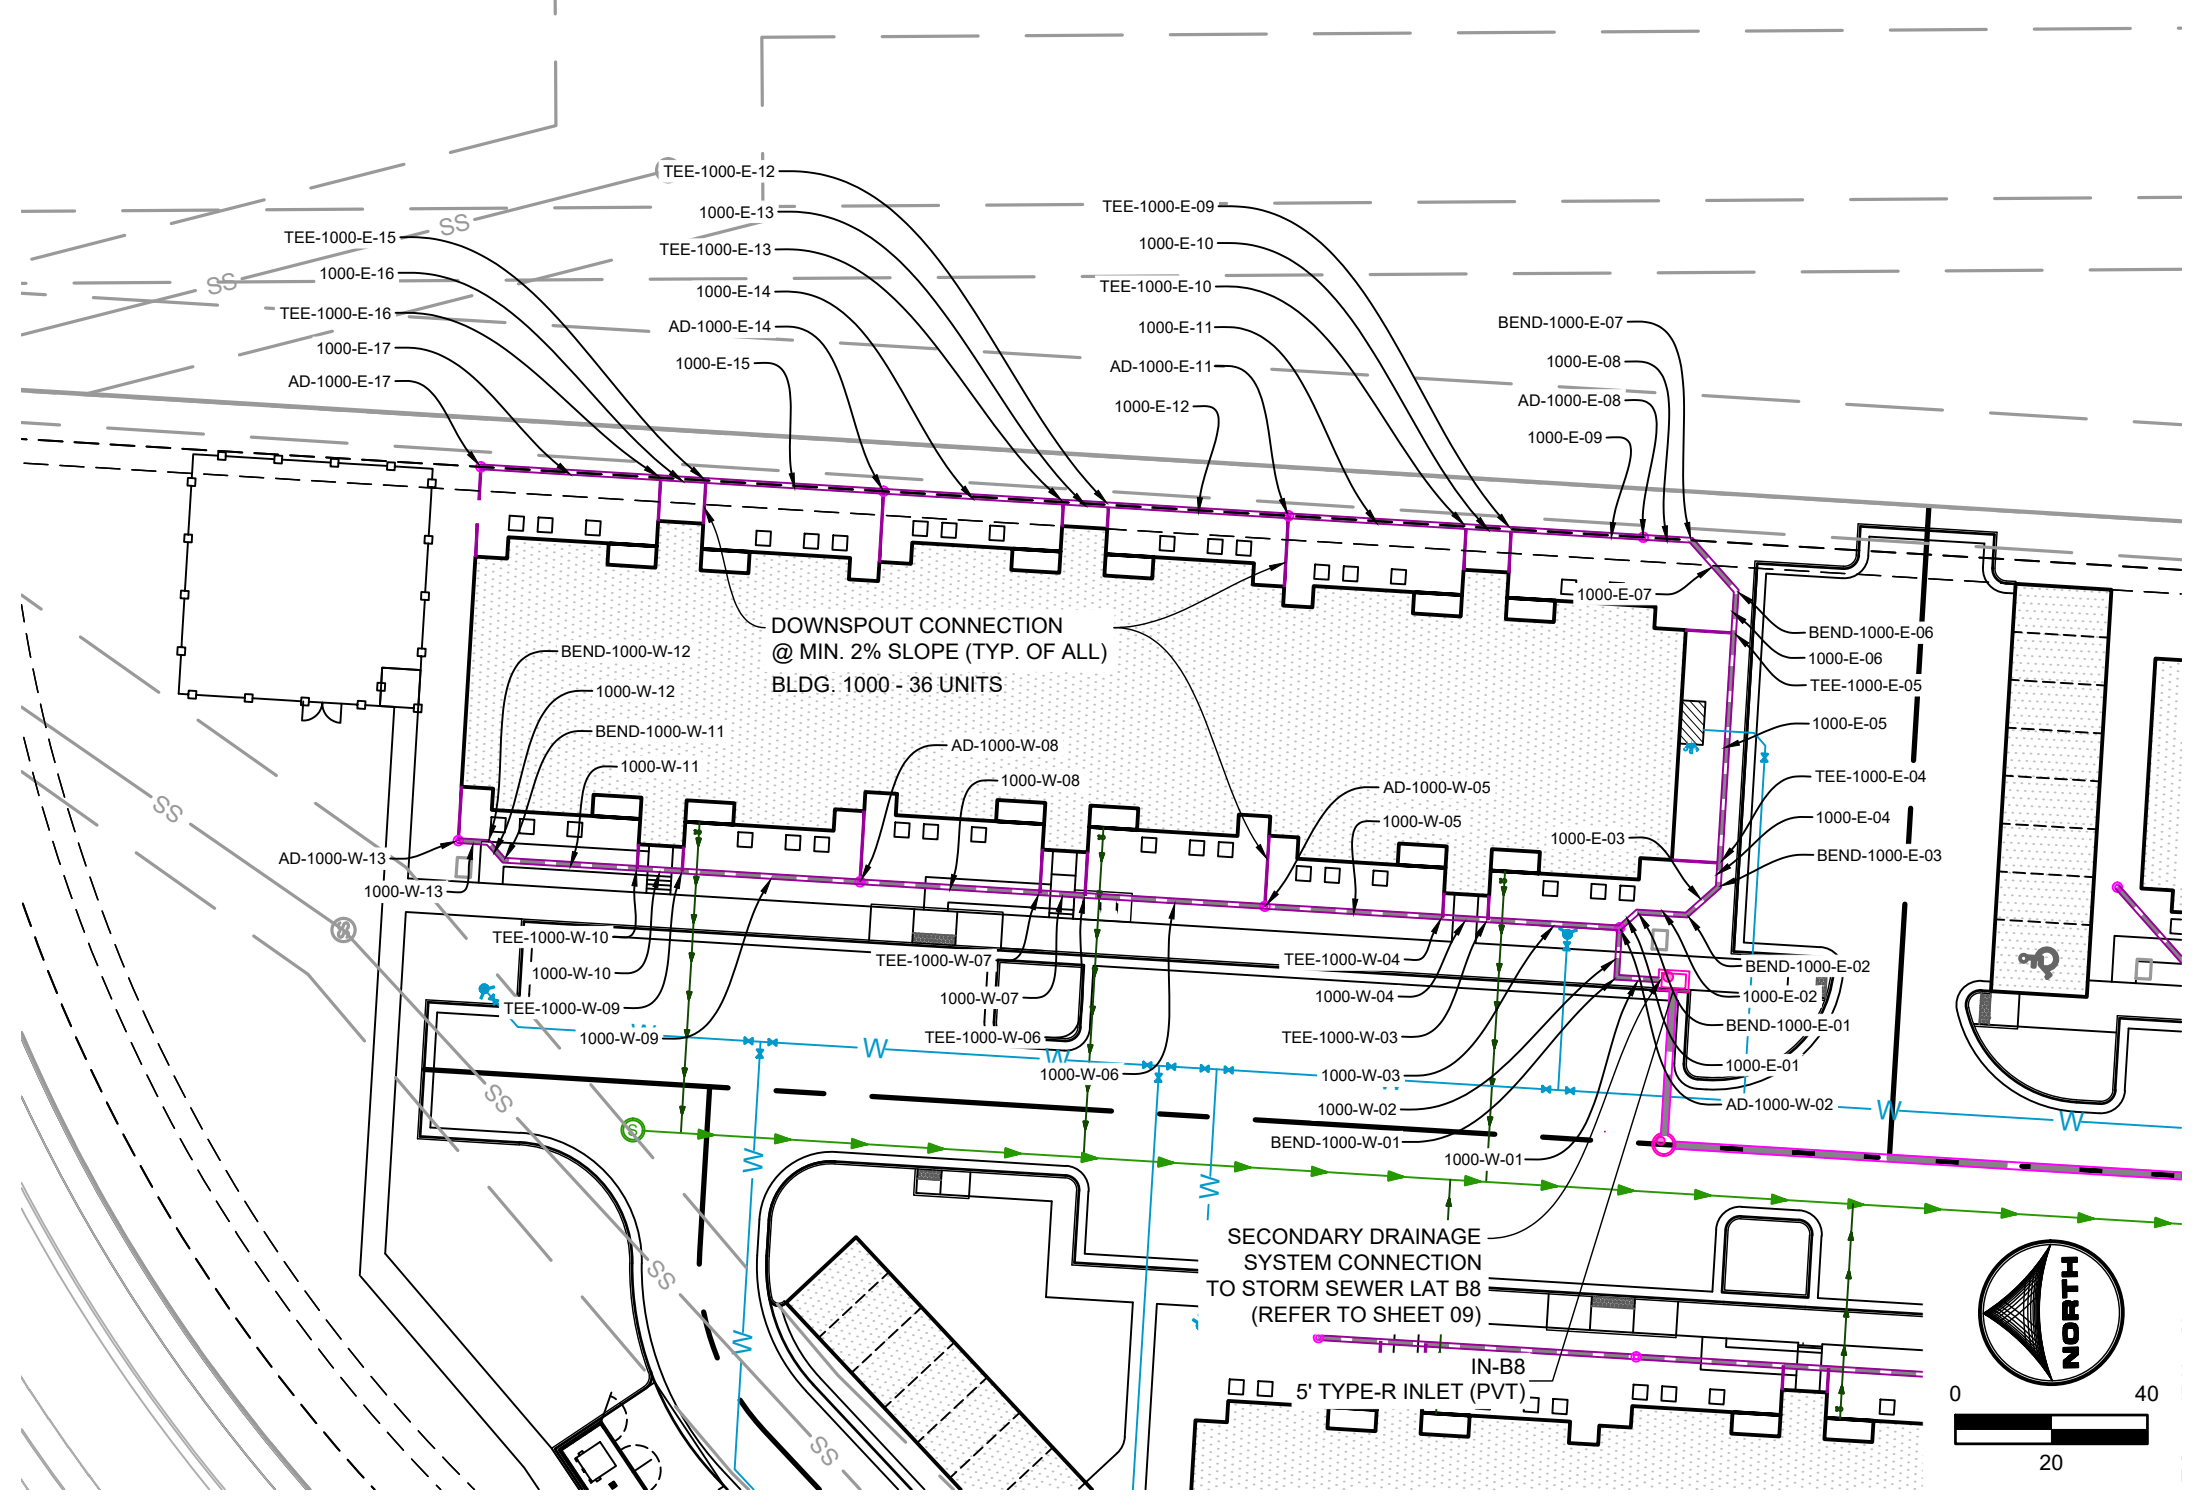 TEE-1000-E-12
1000-E-13
TEE-1000-E-13
1000-E-14
AD-1000-E-14
1000-E-15
TEE-1000-E-15
1000-E-16
TEE-1000-E-16
1000-E-17
AD-1000-E-17
TEE-1000-E-09
1000-E-10
TEE-1000-E-10
1000-E-11
AD-1000-E-11
1000-E-12
BEND-1000-E-07
1000-E-08
AD-1000-E-08
1000-E-09
SS
SS
1000-E-07
BEND-1000-E-06
1000-E-06
TEE-1000-E-05
1000-E-05
TEE-1000-E-04
1000-E-04
BEND-1000-E-03
1000-E-03
DOWNSPOUT CONNECTION
@ MIN. 2% SLOPE (TYP. OF ALL)
BLDG. 1000 - 36 UNITS
BEND-1000-W-12
1000-W-12
BEND-1000-W-11
1000-W-11
AD-1000-W-08
1000-W-08
AD-1000-W-05
1000-W-05
AD-1000-W-13
1000-W-13
SS
TEE-1000-W-10
1000-W-10
TEE-1000-W-09
1000-W-09
TEE-1000-W-07
1000-W-07
TEE-1000-W-06
1000-W-06
TEE-1000-W-04
1000-W-04
TEE-1000-W-03
1000-W-03
1000-W-02
BEND-1000-W-01
1000-W-01
BEND-1000-E-02
1000-E-02
BEND-1000-E-01
1000-E-01
AD-1000-W-02
W
W
W
W
W
W
W
S
SS
SS
SS
SECONDARY DRAINAGE
SYSTEM CONNECTION
TO STORM SEWER LAT B8
(REFER TO SHEET 09)
IN-B8
5' TYPE-R INLET (PVT)
NORTH
0
40
20